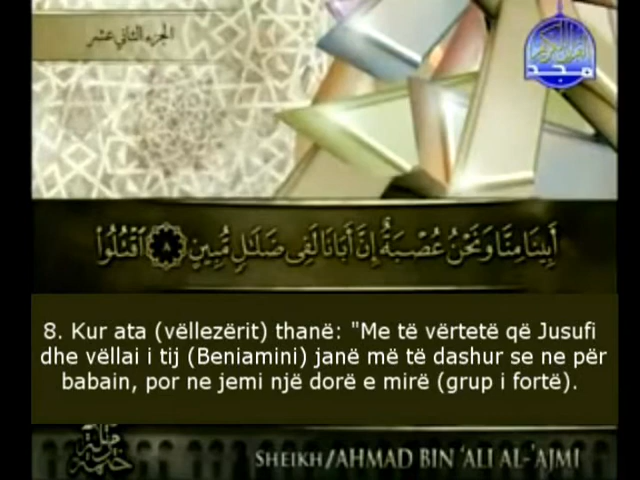 الجزء الثاني عشر
مجد
أَبِينَا مِنَّا وَنَحْنُ عُصْبَةٌ إِنَّ أَبَانَا لَفِي ضَلَٰلٍ مُّبِينٍ ٨ ٱقْتُلُوا۟
8. Kur ata (vëllezërit) thanë: "Me të vërtetë që Jusufi
dhe vëllai i tij (Beniamini) janë më të dashur se ne për
babain, por ne jemi një dorë e mirë (grup i fortë).
SHEIKH/AHMAD BIN 'ALI AL-'AJMI